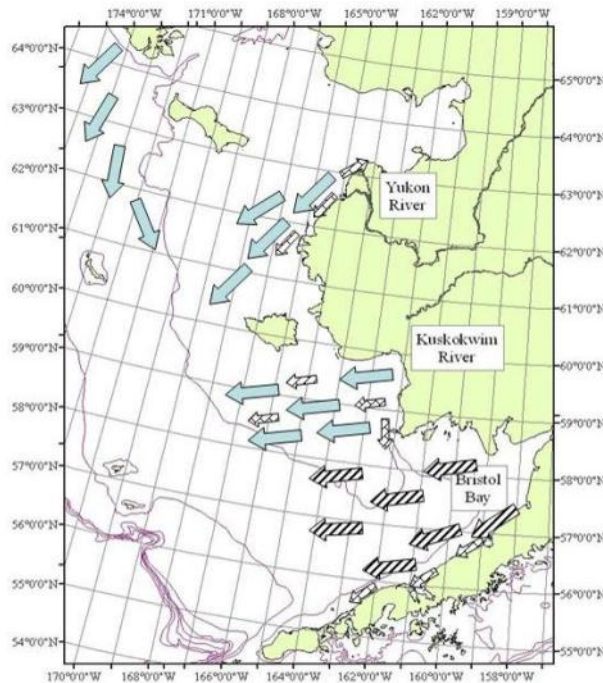 174°0'0"W 171°0'0"W 168°0'0"W 165°0'0"W 162°0'0"W 159°0'0"W
64°0'0"N
65°0'0"N
63°0'0"N
64°0'0"N
62°0'0"N
Yukon
River
63°0'0"N
61°0'0"N
62°0'0"N
60°0'0"N
61°0'0"N
Kuskokwim
River
59°0'0"N
60°0'0"N
58°0'0"N
59°0'0"N
57°0'0"N
58°0'0"N
Bristol
Bay
56°0'0"N
57°0'0"N
55°0'0"N
56°0'0"N
54°0'0"N
55°0'0"N
170°0'0"W 168°0'0"W 166°0'0"W 164°0'0"W 162°0'0"W 160°0'0"W 158°0'0"W